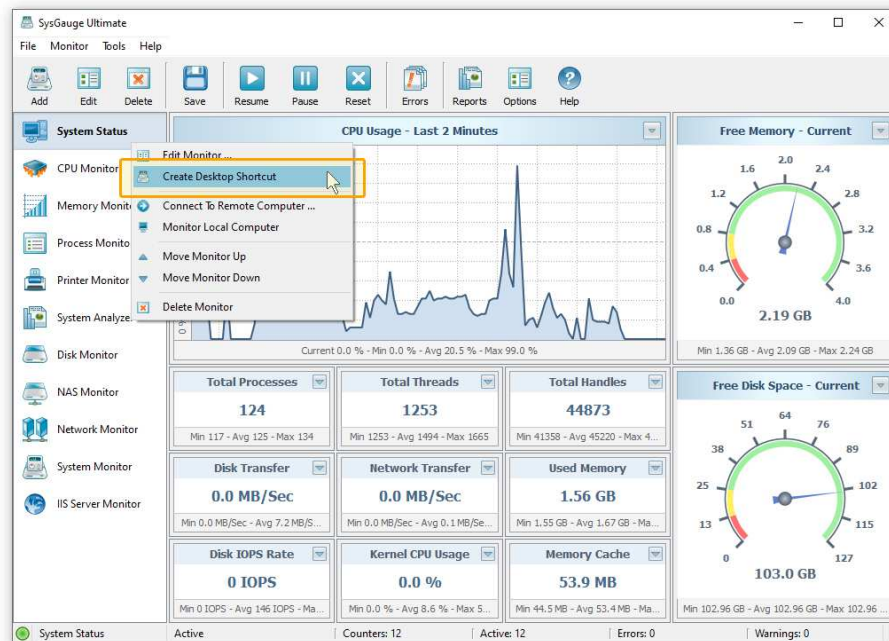 SysGauge Ultimate
File Monitor Tools Help
Add Edit Delete Save Resume Pause Reset Errors Reports Options Help
System Status
CPU Monitor
Memory Monit
Process Monito
Printer Monitor
System Analyze
Disk Monitor
NAS Monitor
Network Monitor
System Monitor
IIS Server Monitor
Edit Monitor ...
Create Desktop Shortcut
Connect To Remote Computer ...
Monitor Local Computer
Move Monitor Up
Move Monitor Down
Delete Monitor
CPU Usage - Last 2 Minutes
Current 0.0 % - Min 0.0 % - Avg 20.5 % - Max 99.0 %
Free Memory - Current
0.0
0.4
0.8
1.2
1.6
2.0
2.4
2.8
3.2
3.6
4.0
2.19 GB
Min 1.36 GB - Avg 2.09 GB - Max 2.24 GB
Total Processes
124
Min 117 - Avg 125 - Max 134
Total Threads
1253
Min 1253 - Avg 1494 - Max 1665
Total Handles
44873
Min 41358 - Avg 45220 - Max 4...
Disk Transfer
0.0 MB/Sec
Min 0.0 MB/Sec - Avg 7.2 MB/S...
Network Transfer
0.0 MB/Sec
Min 0.0 MB/Sec - Avg 0.1 MB/Se...
Used Memory
1.56 GB
Min 1.55 GB - Avg 1.67 GB - Ma...
Disk IOPS Rate
0 IOPS
Min 0 IOPS - Avg 146 IOPS - Ma...
Kernel CPU Usage
0.0 %
Min 0.0 % - Avg 8.6 % - Max 5...
Memory Cache
53.9 MB
Min 44.5 MB - Avg 53.4 MB - Ma...
Free Disk Space - Current
0
13
25
38
51
64
76
89
102
115
127
103.0 GB
Min 102.96 GB - Avg 102.96 GB - Max 102.96 ...
System Status Active Counters: 12 Active: 12 Errors: 0 Warnings: 0